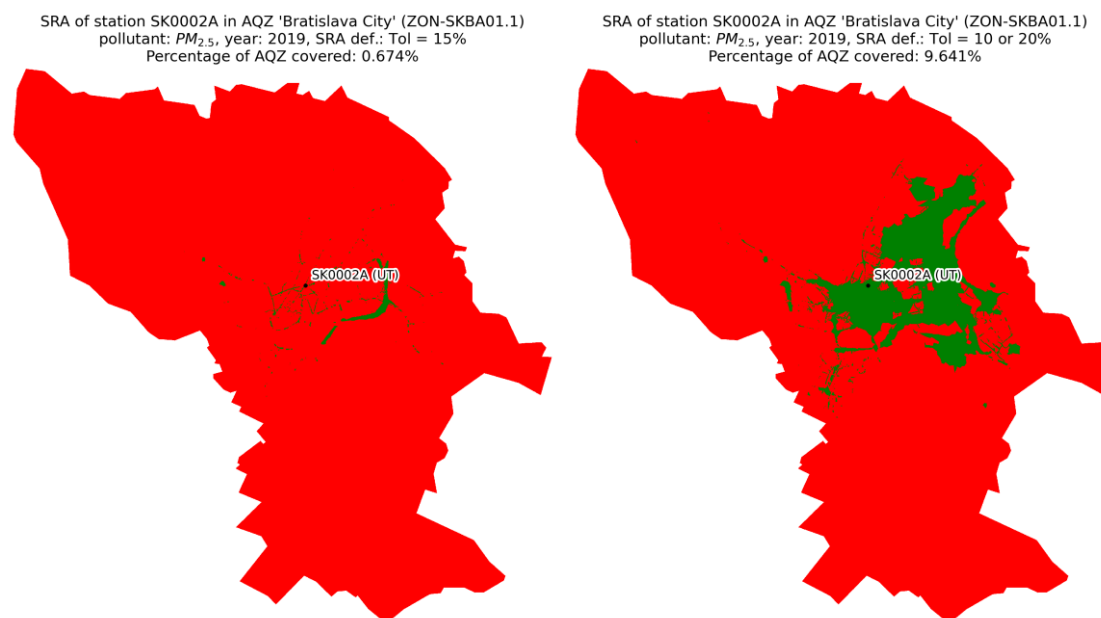 SRA of station SK0002A in AQZ 'Bratislava City' (ZON-SKBA01.1)
pollutant: PM2.5, year: 2019, SRA def.: Tol = 15%
Percentage of AQZ covered: 0.674%
SK0002A (UT)
SRA of station SK0002A in AQZ 'Bratislava City' (ZON-SKBA01.1)
pollutant: PM2.5, year: 2019, SRA def.: Tol = 10 or 20%
Percentage of AQZ covered: 9.641%
SK0002A (UT)